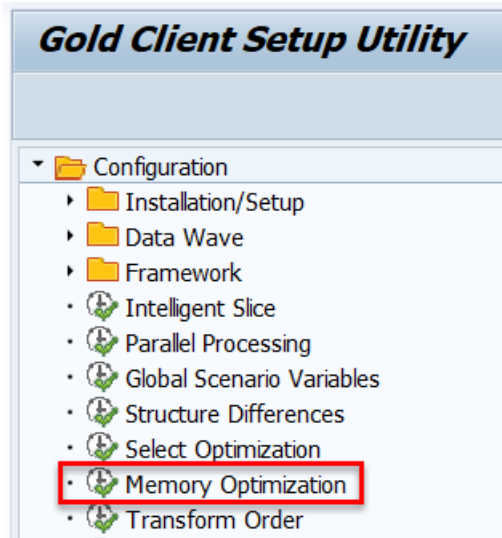 Gold Client Setup Utility
Configuration
Installation/Setup
Data Wave
Framework
Intelligent Slice
Parallel Processing
Global Scenario Variables
Structure Differences
Select Optimization
Memory Optimization
Transform Order